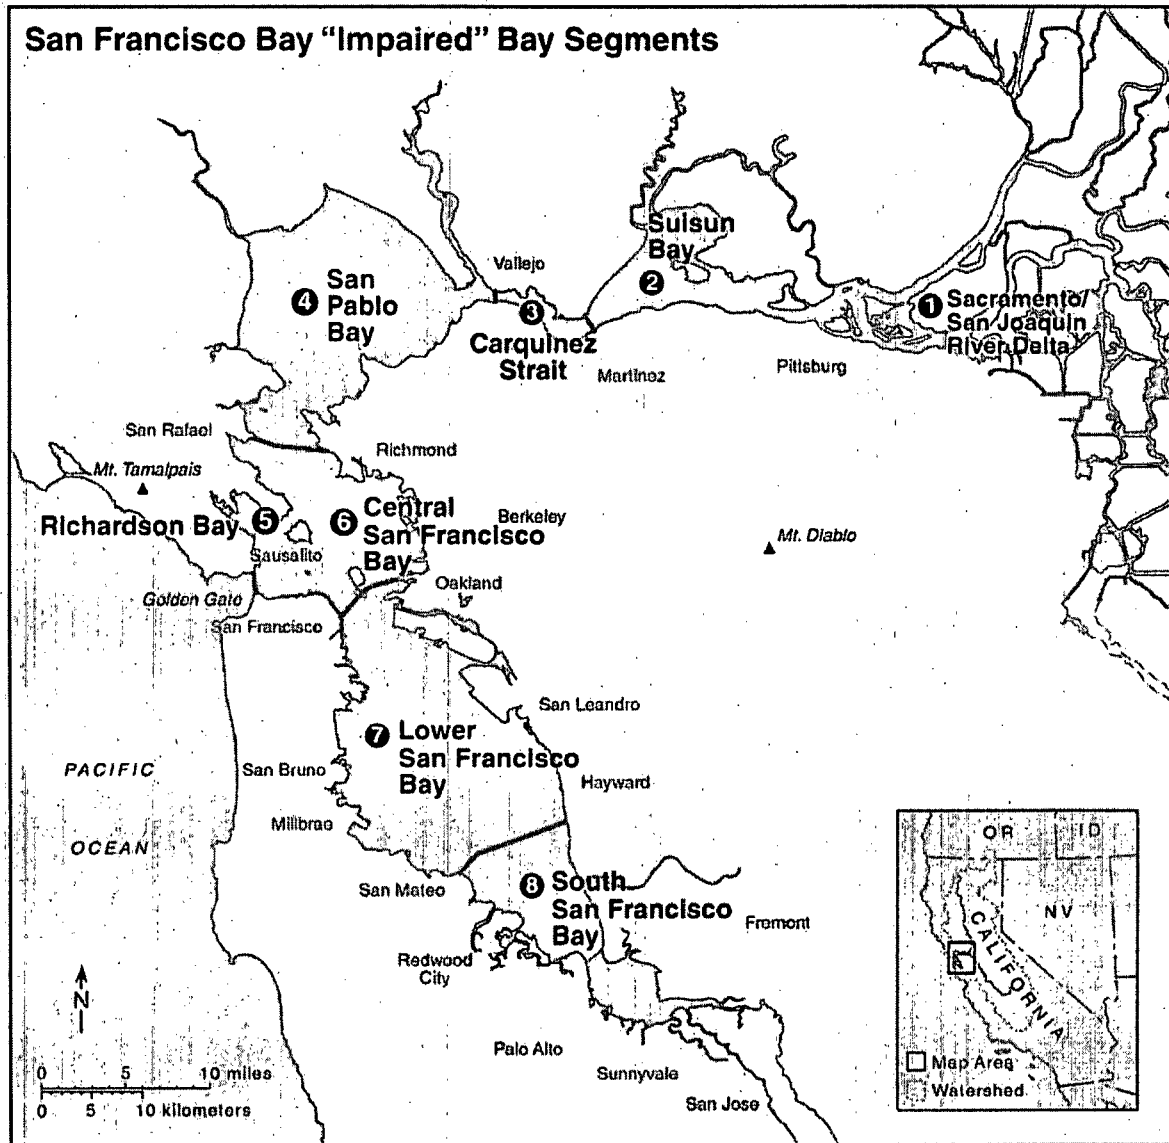 San Francisco Bay “Impaired” Bay Segments
Suisun
Bay
2
Vallejo
4 San
Pablo
Bay
3
Carquinez
Strait
1 Sacramento/
San Joaquin
River Delta
Martinez
Pittsburg
San Rafael
Richmond
Mt. Tamalpais
Richardson Bay 5
6 Central
San Francisco
Bay
Berkeley
Mt. Diablo
Sausalito
Oakland
Golden Gate
San Francisco
San Leandro
7 Lower
San Francisco
Bay
PACIFIC
OCEAN
San Bruno
Hayward
Millbrae
San Mateo
8 South
San Francisco
Bay
Fremont
Redwood
City
Palo Alto
Sunnyvale
San Jose
N
0 5 10 miles
0 5 10 kilometers
OR ID
NV
CALIFORNIA
Map Area
Watershed